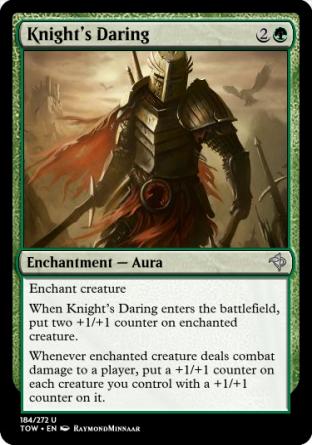 Knight's Daring 2
Enchantment — Aura
Enchant creature
When Knight's Daring enters the battlefield,
put two +1/+1 counter on enchanted
creature.
Whenever enchanted creature deals combat
damage to a player, put a +1/+1 counter on
each creature you control with a +1/+1
counter on it.
184/272 U
TOW • EN RaymondMinnaar